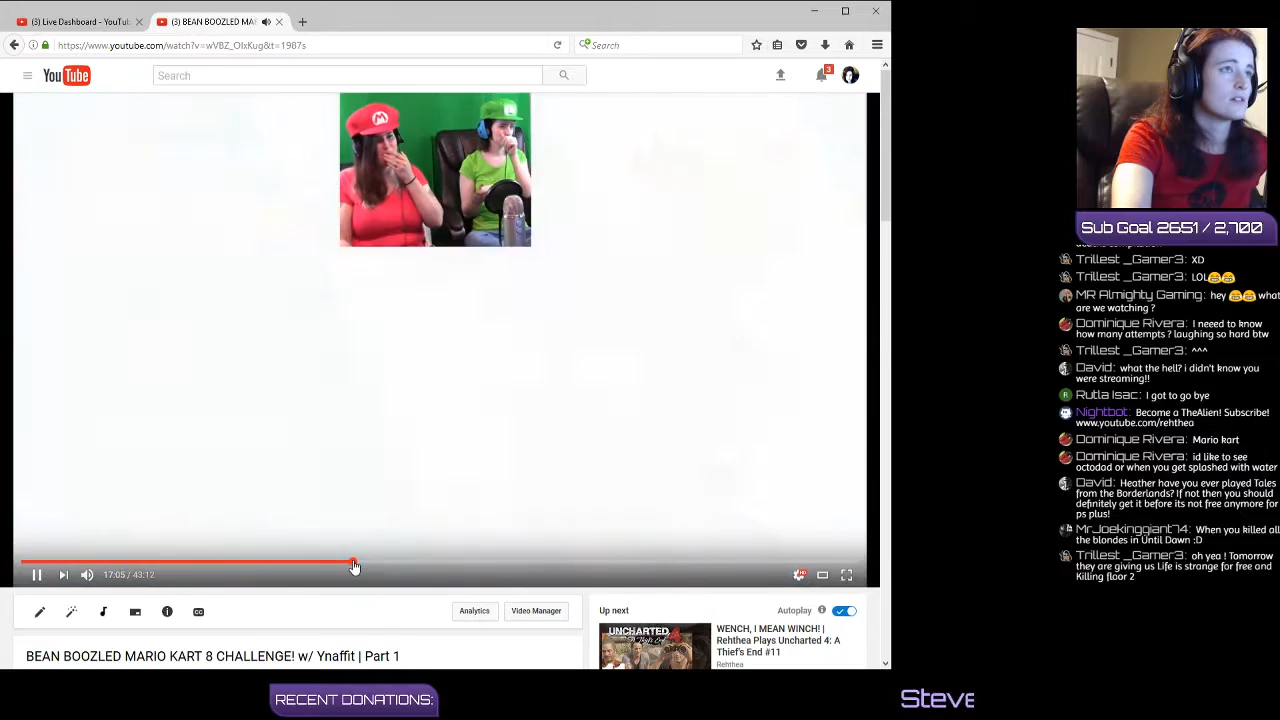 (3) Live Dashboard - YouTu
(3) BEAN BOOZLED MA
https://www.youtube.com/watch?v=wVBZ_OIxKug&t=1987s
Search
YouTube
Search
3
17:05 / 43:12
HD
Analytics
Video Manager
Up next
Autoplay
UNCHARTED 4
WENCH, I MEAN WINCH! |
Rehthea Plays Uncharted 4: A
Thief's End #11
Rehthea
BEAN BOOZLED MARIO KART 8 CHALLENGE! w/ Ynaffit | Part 1
RECENT DONATIONS:
Steve
Sub Goal 2651 / 2,700
Trillest _Gamer3: XD
Trillest _Gamer3: LOL😂😂
MR Almighty Gaming: hey 😂😂 what
are we watching ?
Dominique Rivera: I neeed to know
how many attempts ? laughing so hard btw
Trillest _Gamer3: ^^^
David: what the hell? i didn't know you
were streaming!!
Rutla Isac: I got to go bye
Nightbot: Become a TheAlien! Subscribe!
www.youtube.com/rehthea
Dominique Rivera: Mario kart
Dominique Rivera: id like to see
octodad or when you get splashed with water
David: Heather have you ever played Tales
from the Borderlands? If not then you should
definitely get it before its not free anymore for
ps plus!
MrJoekinggiant74: When you killed all
the blondes in Until Dawn :D
Trillest _Gamer3: oh yea ! Tomorrow
they are giving us Life is strange for free and
Killing floor 2